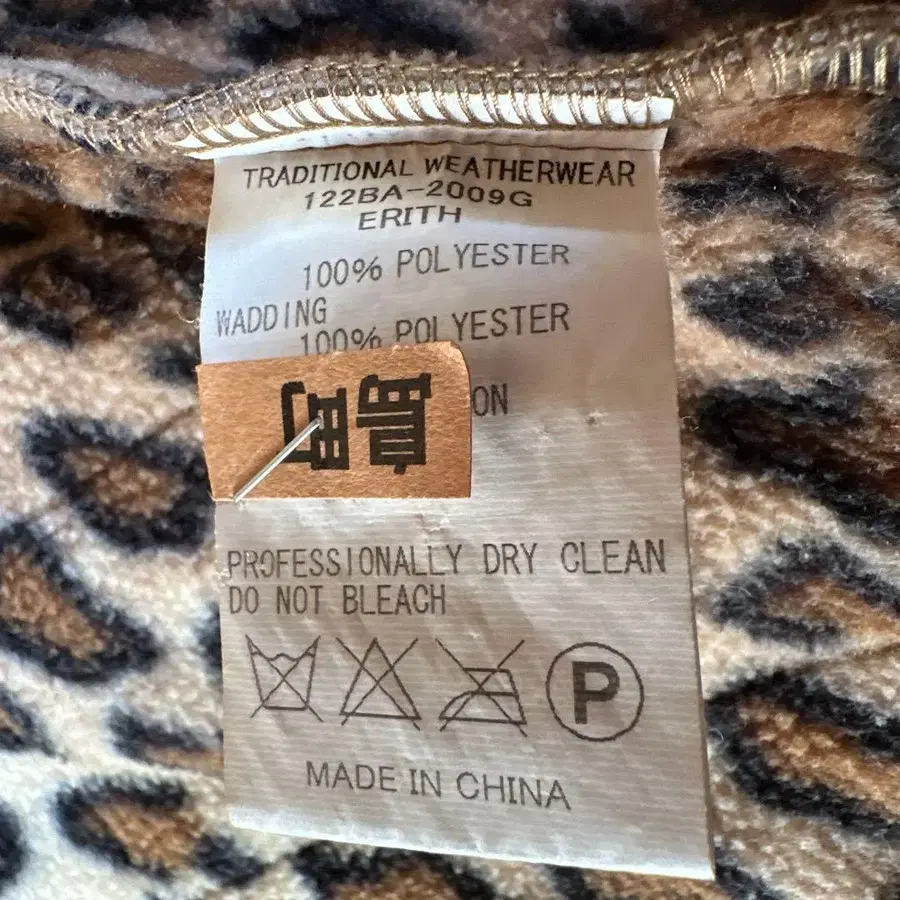 TRADITIONAL WEATHERWEAR
122BA-2009G
ERITH
100% POLYESTER
WADDING
100% POLYESTER
PROFESSIONALLY DRY CLEAN
DO NOT BLEACH
P
MADE IN CHINA